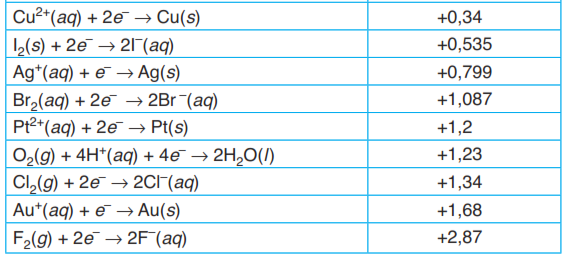 Cu²⁺(aq) + 2e⁻ → Cu(s) +0,34
I₂(s) + 2e⁻ → 2I⁻(aq) +0,535
Ag⁺(aq) + e⁻ → Ag(s) +0,799
Br₂(aq) + 2e⁻ → 2Br⁻(aq) +1,087
Pt²⁺(aq) + 2e⁻ → Pt(s) +1,2
O₂(g) + 4H⁺(aq) + 4e⁻ → 2H₂O(l) +1,23
Cl₂(g) + 2e⁻ → 2Cl⁻(aq) +1,34
Au⁺(aq) + e⁻ → Au(s) +1,68
F₂(g) + 2e⁻ → 2F⁻(aq) +2,87